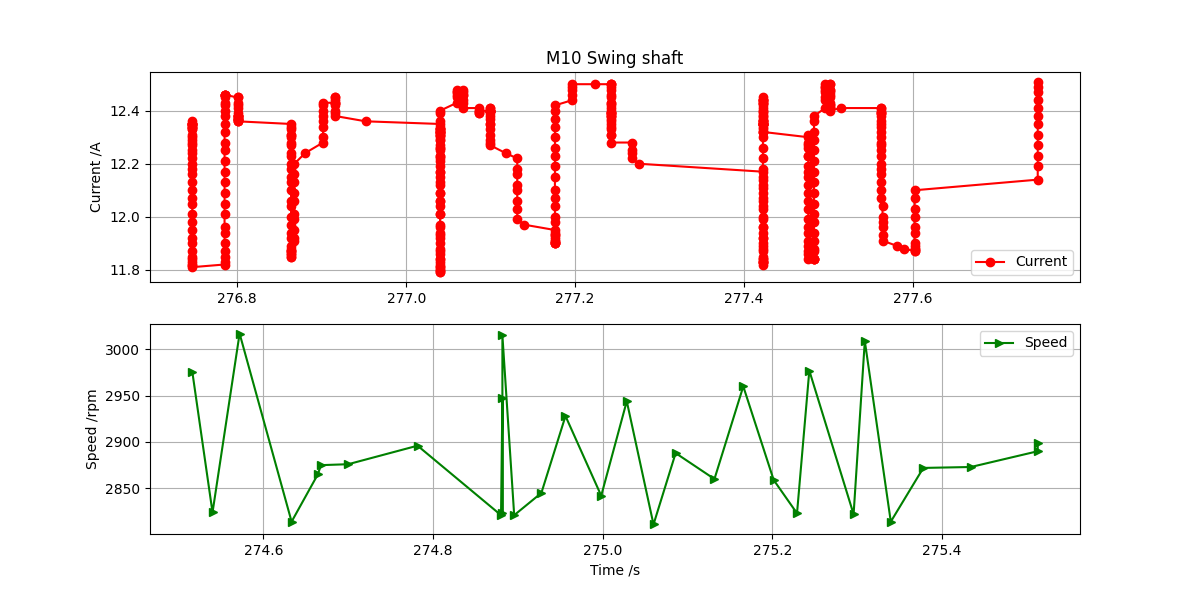 M10 Swing shaft
Current /A
12.4
12.2
12.0
11.8
Current
276.8 277.0 277.2 277.4 277.6
Speed /rpm
3000
2950
2900
2850
Speed
274.6 274.8 275.0 275.2 275.4
Time /s